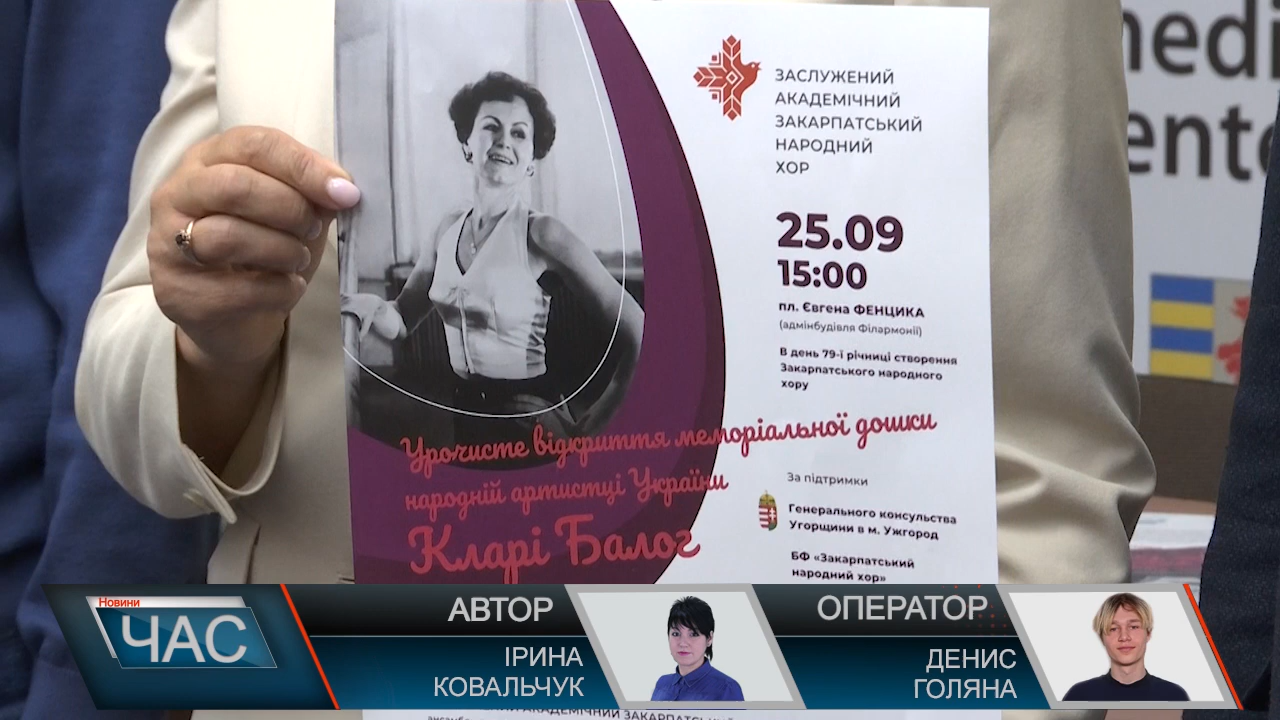 ЗАСЛУЖЕНИЙ
АКАДЕМІЧНИЙ
ЗАКАРПАТСЬКИЙ
НАРОДНИЙ
ХОР
25.09
15:00
пл. Євгена ФЕНЦИКА
(адмінбудівля Філармонії)
В день 79-ї річниці створення
Закарпатського народного
хору
Урочисте відкриття меморіальної дошки
народній артистці України
Кларі Балог
За підтримки
Генерального консульства
Угорщини в м. Ужгород
БФ «Закарпатський
народний хор»
Новини
ЧАС
АВТОР
ІРИНА
КОВАЛЬЧУК
ОПЕРАТОР
ДЕНИС
ГОЛЯНА
АКАДЕМІЧНИЙ ЗАКАРПАТСЬКИЙ